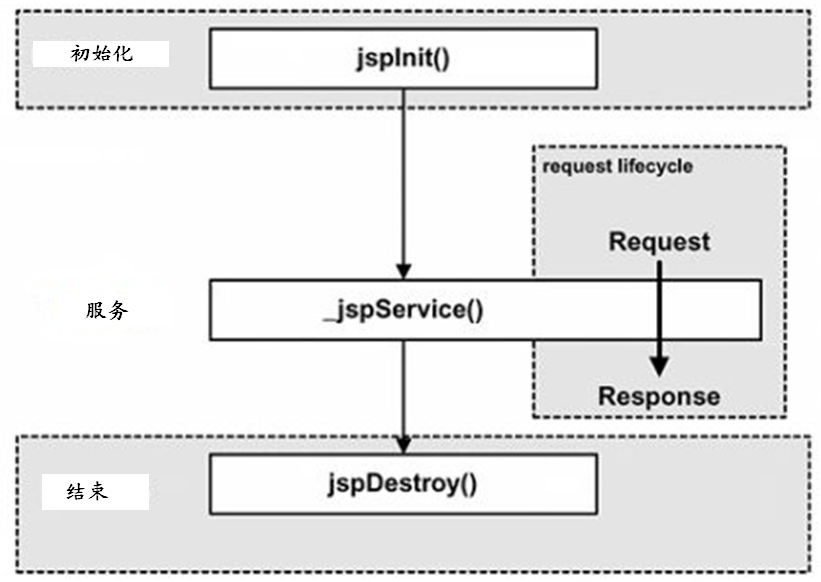 初始化
jspInit()
request lifecycle
Request
服务
_jspService()
Response
结束
jspDestroy()